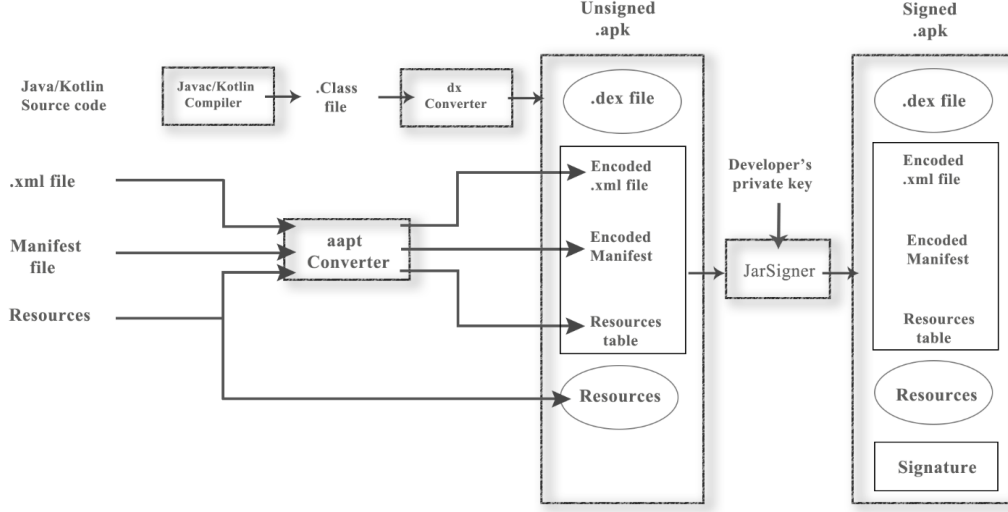 Unsigned
.apk
Signed
.apk
Java/Kotlin
Source code
Javac/Kotlin
Compiler
.Class
file
dx
Converter
.dex file
.dex file
.xml file
Manifest
file
Resources
aapt
Converter
Encoded
.xml file
Encoded
Manifest
Resources
table
Resources
Developer's
private key
JarSigner
Encoded
.xml file
Encoded
Manifest
Resources
table
Resources
Signature